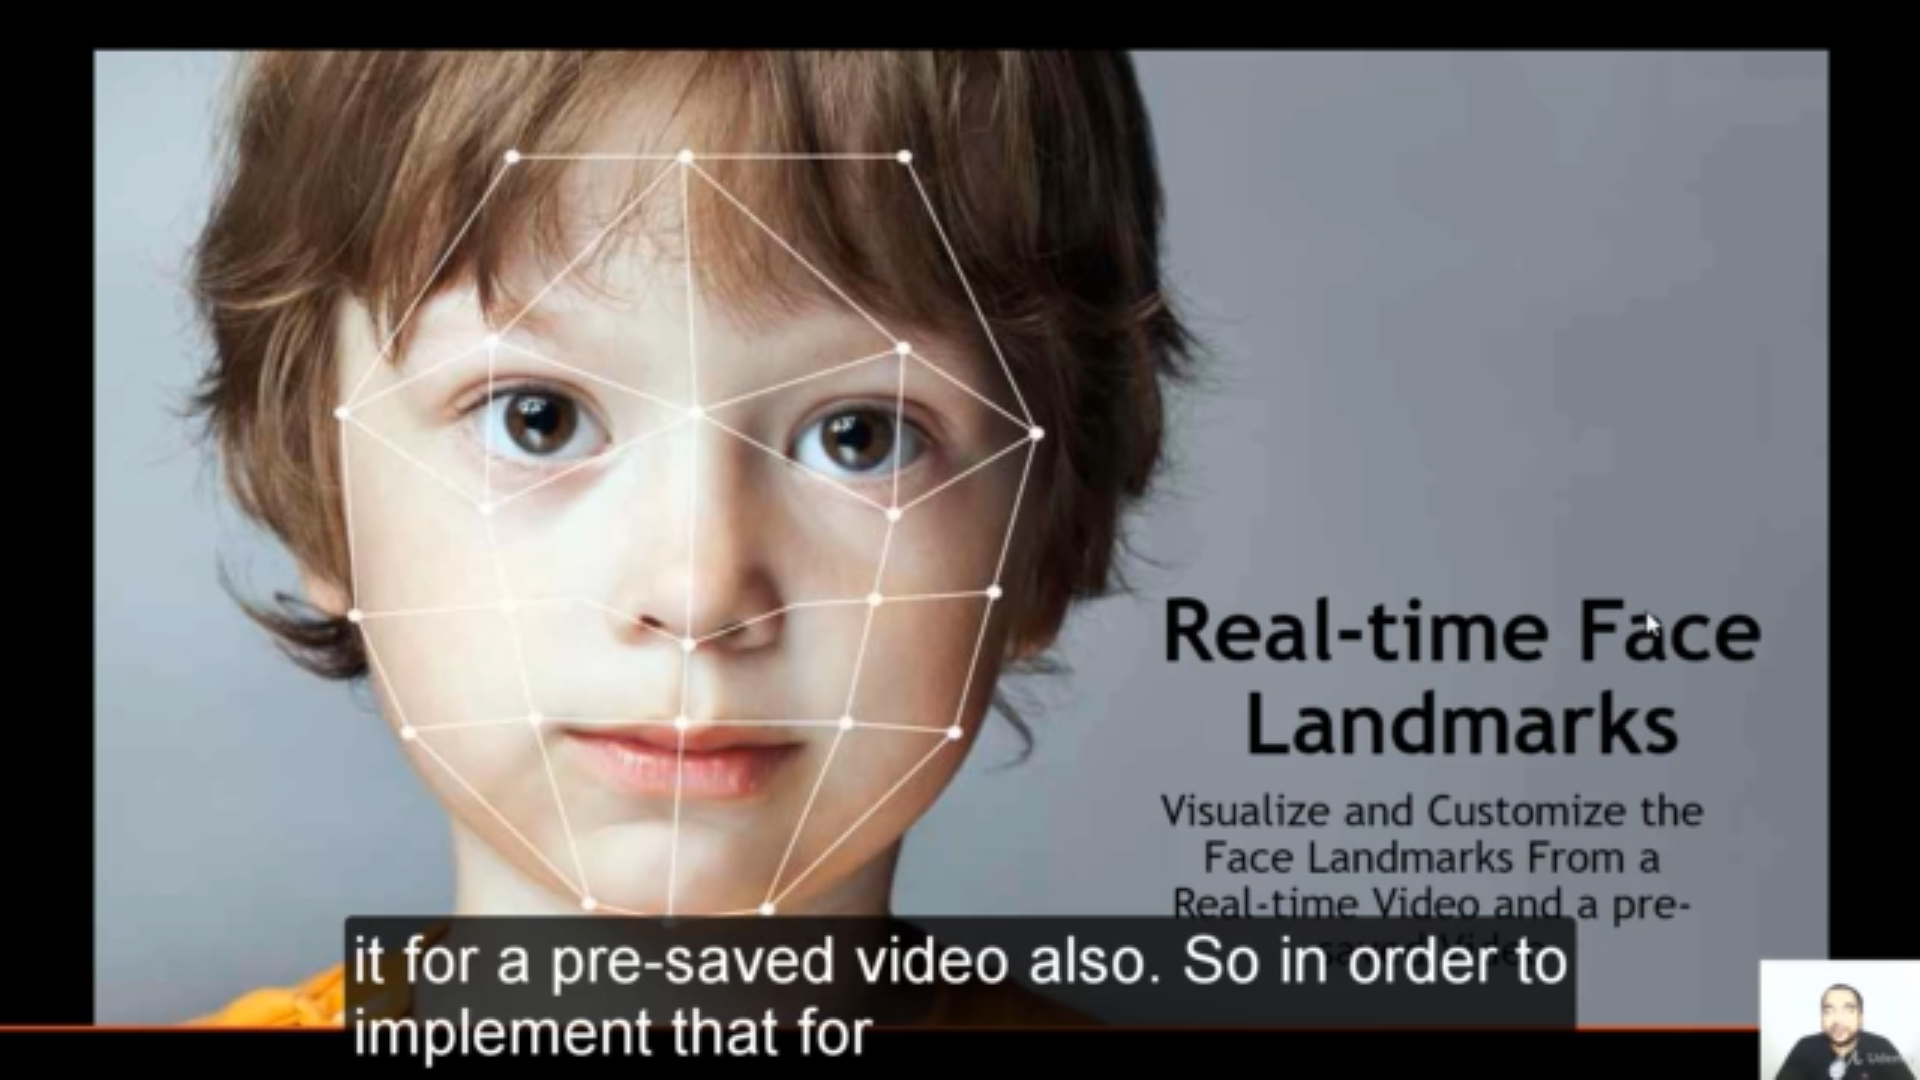 Real-time Face
Landmarks
Visualize and Customize the
Face Landmarks From a
Real-time Video and a pre-
it for a pre-saved video also. So in order to
implement that for